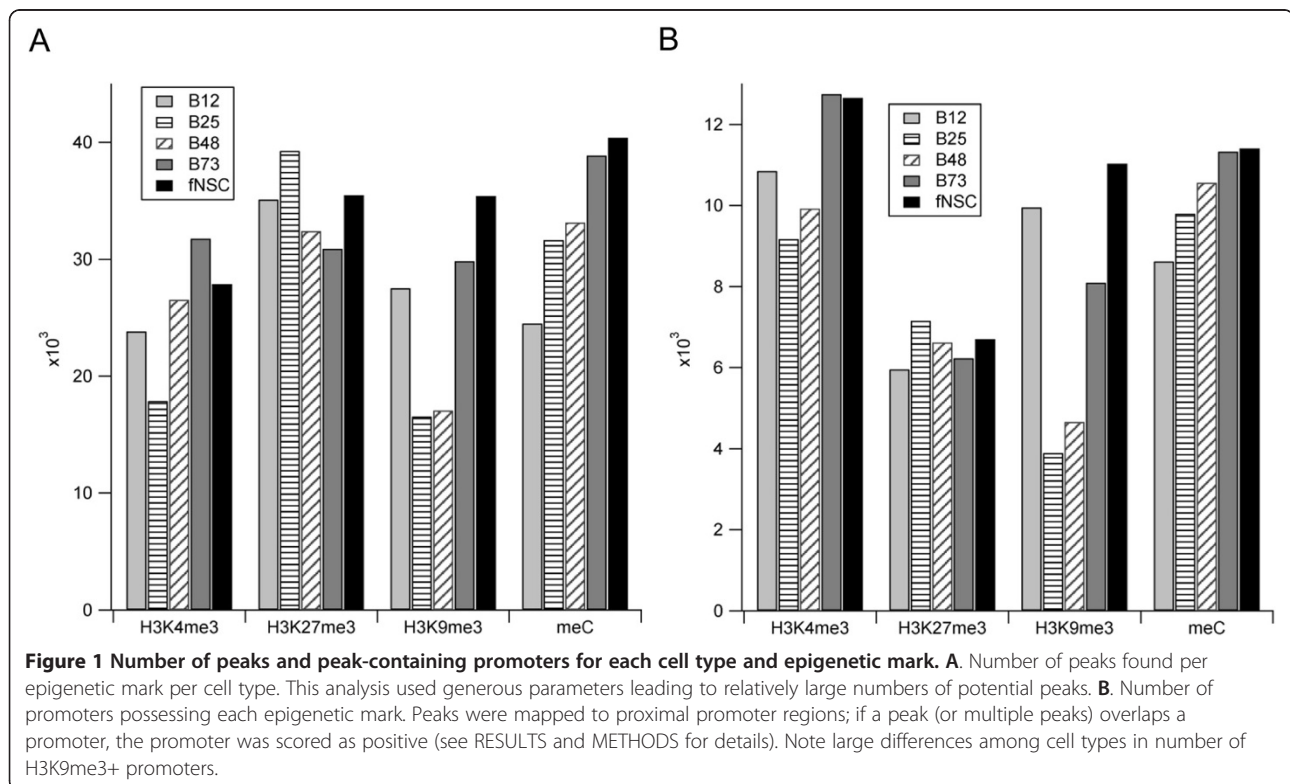 A
B12
B25
B48
B73
fNSC
40
30
20
10
0
x10³
H3K4me3 H3K27me3 H3K9me3 meC
B
B12
B25
B48
B73
fNSC
12
10
8
6
4
2
0
x10³
H3K4me3 H3K27me3 H3K9me3 meC
Figure 1 Number of peaks and peak-containing promoters for each cell type and epigenetic mark. A. Number of peaks found per
epigenetic mark per cell type. This analysis used generous parameters leading to relatively large numbers of potential peaks. B. Number of
promoters possessing each epigenetic mark. Peaks were mapped to proximal promoter regions; if a peak (or multiple peaks) overlaps a
promoter, the promoter was scored as positive (see RESULTS and METHODS for details). Note large differences among cell types in number of
H3K9me3+ promoters.